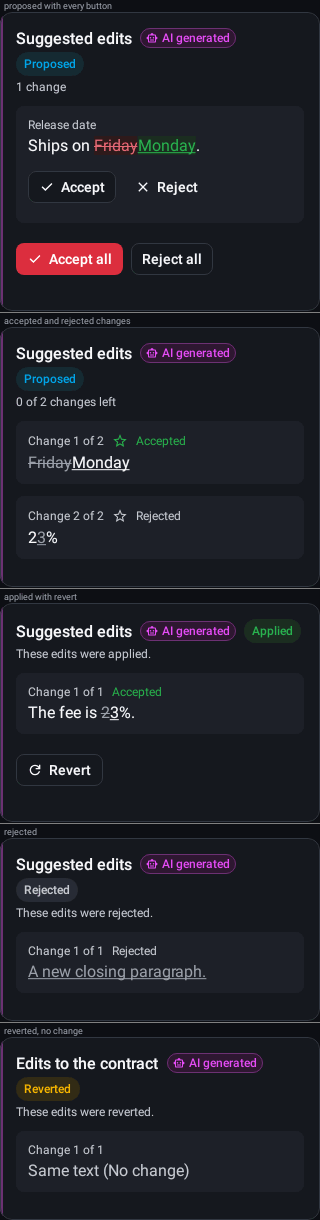 proposed with every button
Suggested edits AI generated
Proposed
1 change
Release date
Ships on FridayMonday.
Accept Reject
Accept all Reject all
accepted and rejected changes
Suggested edits AI generated
Proposed
0 of 2 changes left
Change 1 of 2 Accepted
FridayMonday
Change 2 of 2 Rejected
23%
applied with revert
Suggested edits AI generated Applied
These edits were applied.
Change 1 of 1 Accepted
The fee is 23%.
Revert
rejected
Suggested edits AI generated
Rejected
These edits were rejected.
Change 1 of 1 Rejected
A new closing paragraph.
reverted, no change
Edits to the contract AI generated
Reverted
These edits were reverted.
Change 1 of 1
Same text (No change)